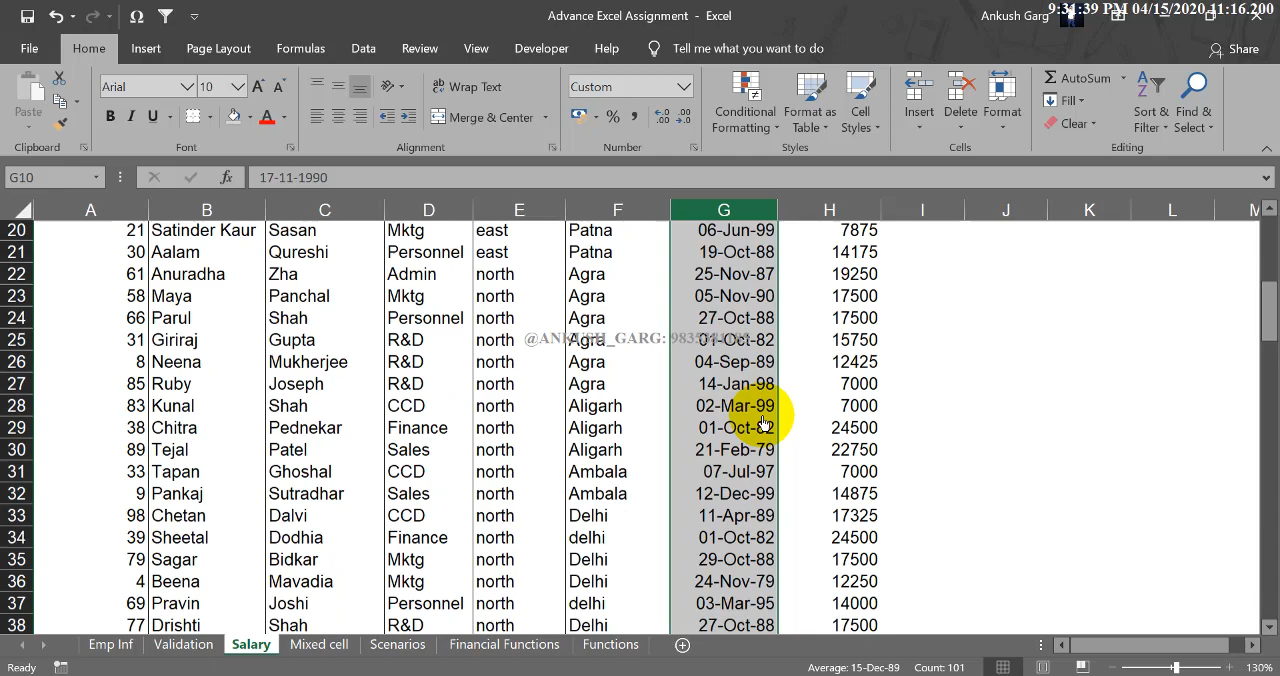 Advance Excel Assignment - Excel
Ankush Garg
9:31:39 PM 04/15/2020,11:16.200
File Home Insert Page Layout Formulas Data Review View Developer Help Tell me what you want to do Share
Arial 10 Wrap Text Custom AutoSum
Paste B I U Merge & Center % Conditional Formatting Format as Table Cell Styles Insert Delete Format Fill Clear Sort & Filter Find & Select
Clipboard Font Alignment Number Styles Cells Editing
G10 fx 17-11-1990
A B C D E F G H I J K L M
20 21 Satinder Kaur Sasan Mktg east Patna 06-Jun-99 7875
21 30 Aalam Qureshi Personnel east Patna 19-Oct-88 14175
22 61 Anuradha Zha Admin north Agra 25-Nov-87 19250
23 58 Maya Panchal Mktg north Agra 05-Nov-90 17500
24 66 Parul Shah Personnel north Agra 27-Oct-88 17500
@ANKUSH_GARG:
25 31 Giriraj Gupta R&D north Agra 01-Oct-82 15750
26 8 Neena Mukherjee R&D north Agra 04-Sep-89 12425
27 85 Ruby Joseph R&D north Agra 14-Jan-98 7000
28 83 Kunal Shah CCD north Aligarh 02-Mar-99 7000
29 38 Chitra Pednekar Finance north Aligarh 01-Oct-82 24500
30 89 Tejal Patel Sales north Aligarh 21-Feb-79 22750
31 33 Tapan Ghoshal CCD north Ambala 07-Jul-97 7000
32 9 Pankaj Sutradhar Sales north Ambala 12-Dec-99 14875
33 98 Chetan Dalvi CCD north Delhi 11-Apr-89 17325
34 39 Sheetal Dodhia Finance north delhi 01-Oct-82 24500
35 79 Sagar Bidkar Mktg north Delhi 29-Oct-88 17500
36 4 Beena Mavadia Mktg north Delhi 24-Nov-79 12250
37 69 Pravin Joshi Personnel north delhi 03-Mar-95 14000
38 77 Drishti Shah R&D north Delhi 27-Oct-88 17500
Emp Inf Validation Salary Mixed cell Scenarios Financial Functions Functions
Ready Average: 15-Dec-89 Count: 101 130%